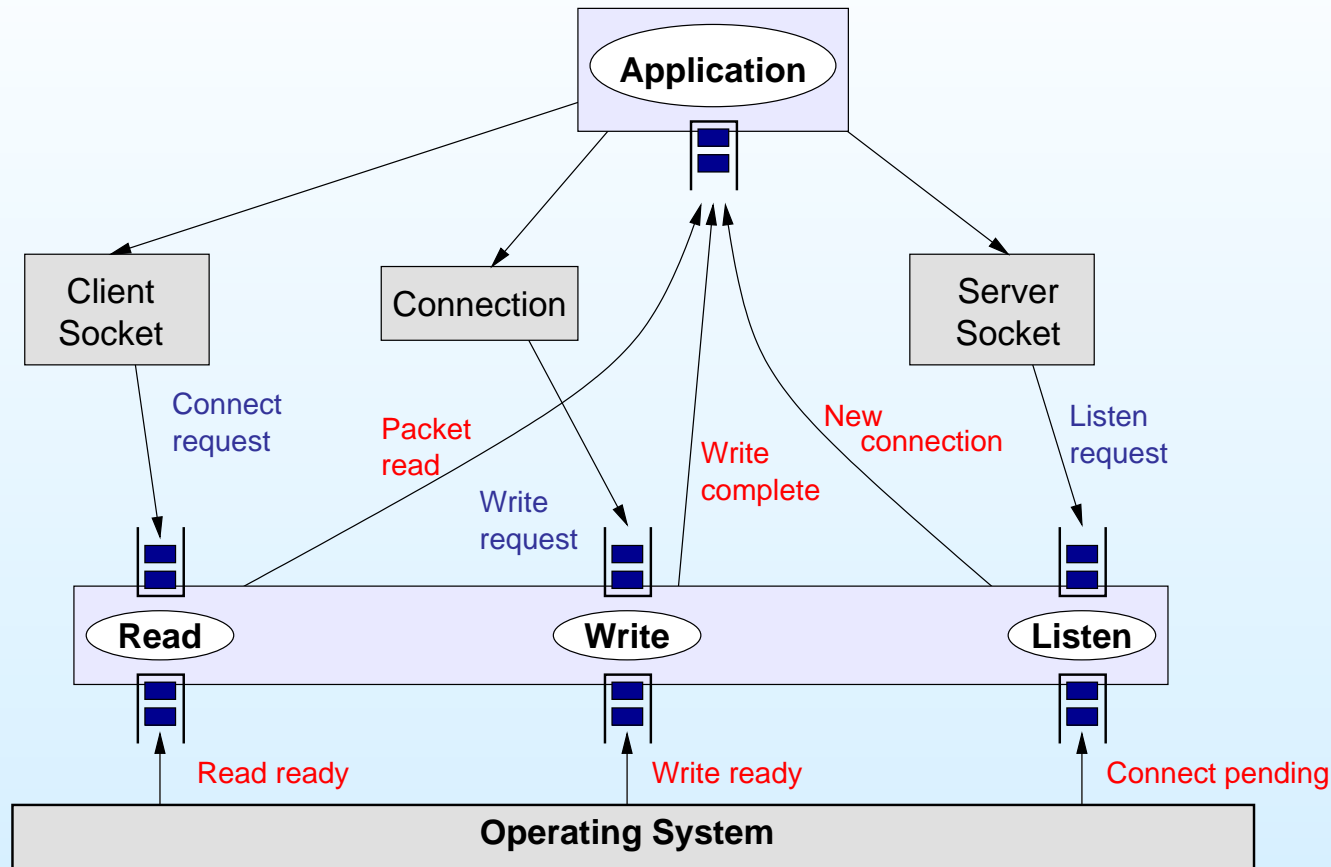 Application
Client
Socket
Connection
Server
Socket
Connect
request
Packet
read
Write
request
Write
complete
New
connection
Listen
request
Read
Write
Listen
Read ready
Write ready
Connect pending
Operating System